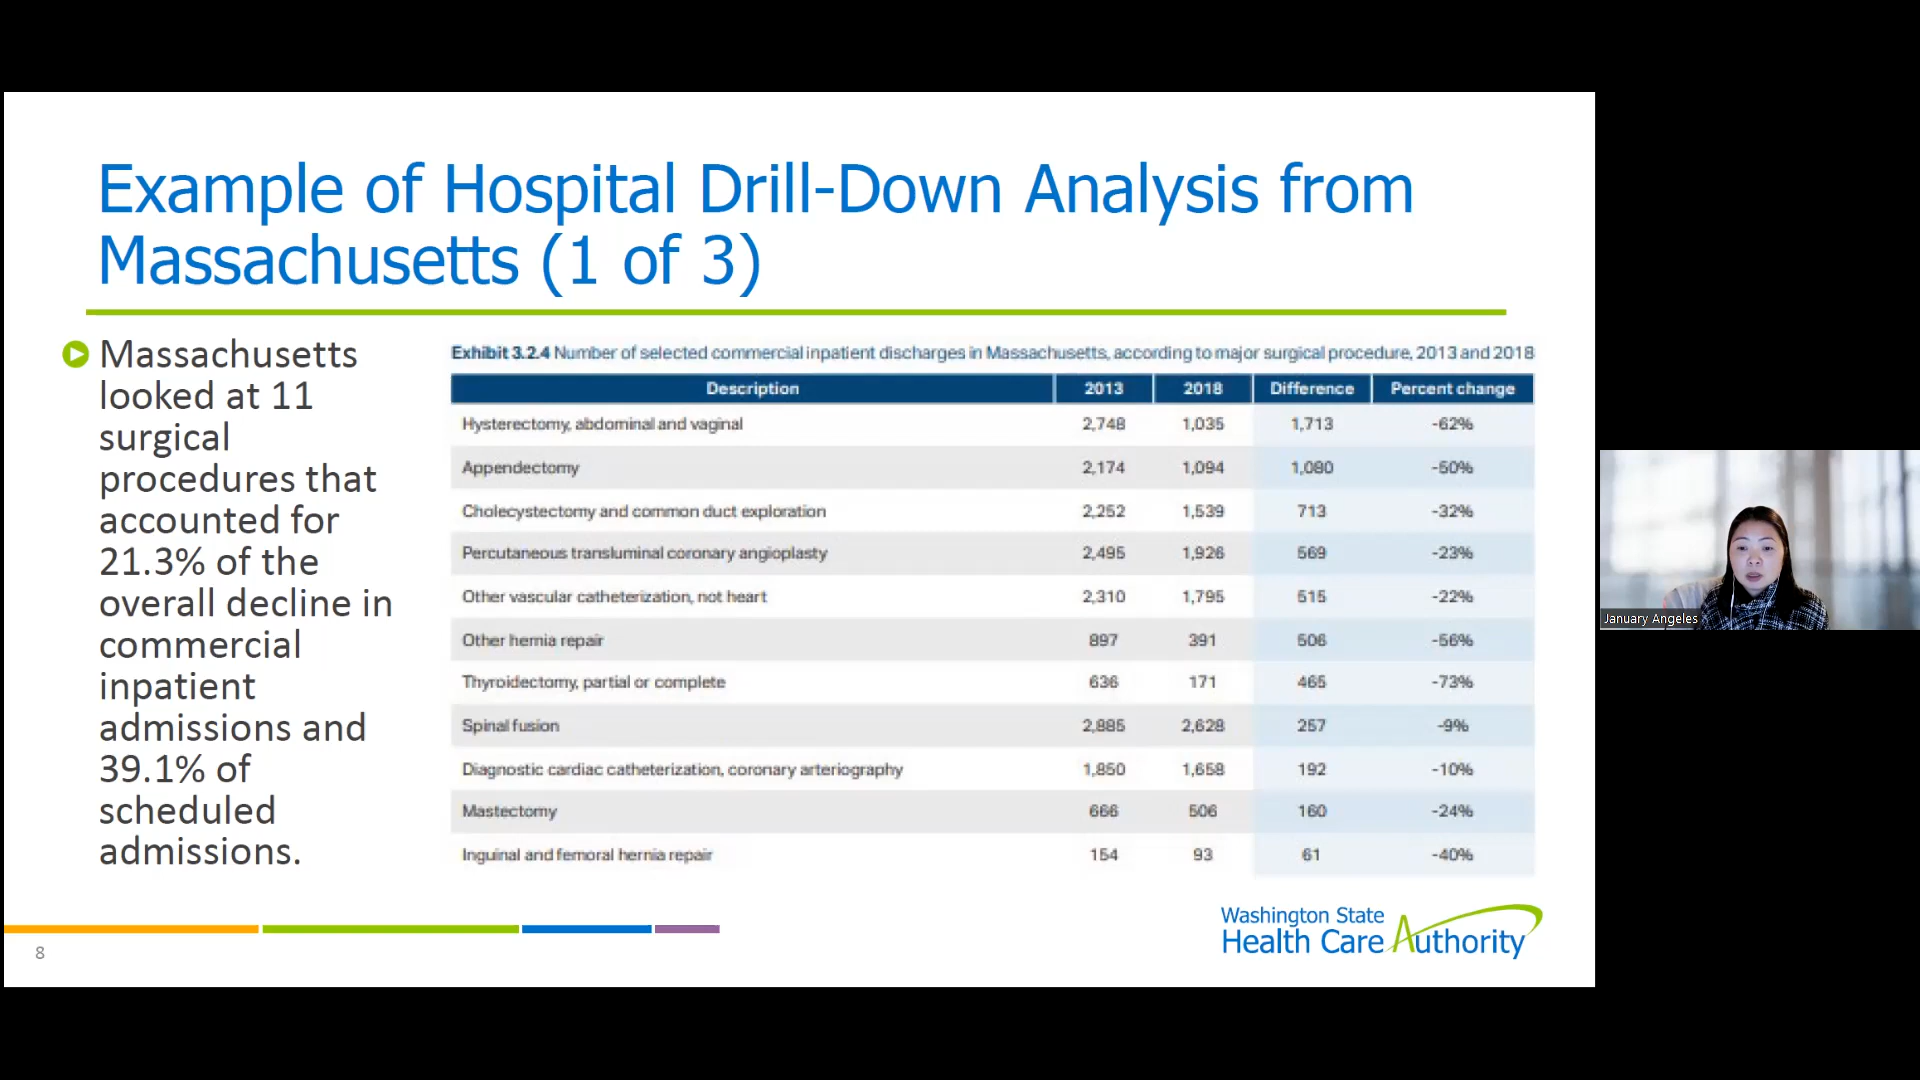 Example of Hospital Drill-Down Analysis from
Massachusetts (1 of 3)
Massachusetts
looked at 11
surgical
procedures that
accounted for
21.3% of the
overall decline in
commercial
inpatient
admissions and
39.1% of
scheduled
admissions.
Exhibit 3.2.4 Number of selected commercial inpatient discharges in Massachusetts, according to major surgical procedure, 2013 and 2018
Description 2013 2018 Difference Percent change
Hysterectomy, abdominal and vaginal 2,748 1,035 1,713 -62%
Appendectomy 2,174 1,094 1,080 -50%
Cholecystectomy and common duct exploration 2,252 1,539 713 -32%
Percutaneous transluminal coronary angioplasty 2,495 1,926 569 -23%
Other vascular catheterization, not heart 2,310 1,795 515 -22%
Other hernia repair 897 391 506 -56%
Thyroidectomy, partial or complete 636 171 465 -73%
Spinal fusion 2,885 2,628 257 -9%
Diagnostic cardiac catheterization, coronary arteriography 1,850 1,658 192 -10%
Mastectomy 666 506 160 -24%
Inguinal and femoral hernia repair 154 93 61 -40%
8
Washington State
Health Care Authority
January Angeles